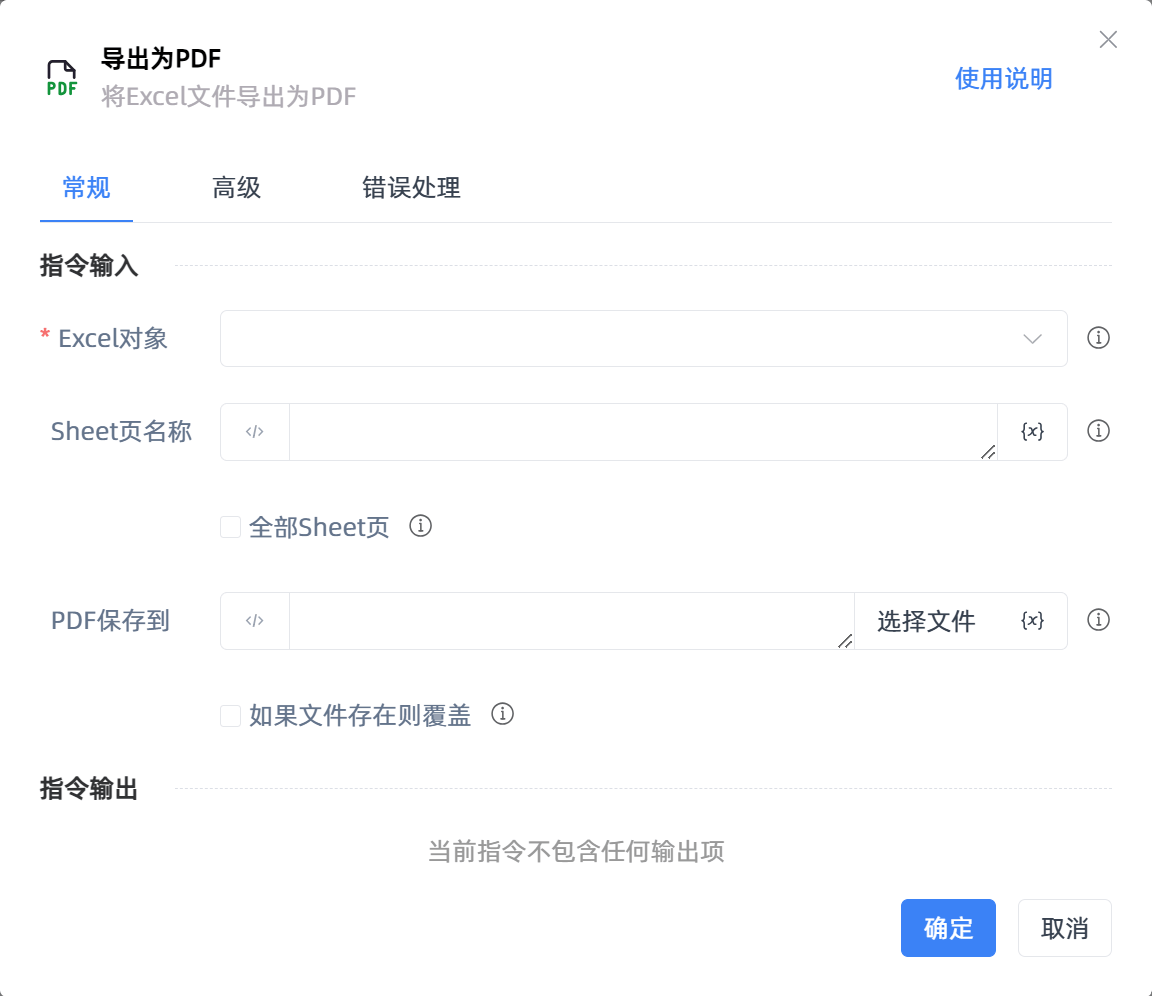 导出为PDF
PDF
将Excel文件导出为PDF
使用说明
常规 高级 错误处理
指令输入
* Excel对象
Sheet页名称 </> {x}
全部Sheet页
PDF保存到 </> 选择文件 {x}
如果文件存在则覆盖
指令输出
当前指令不包含任何输出项
确定 取消